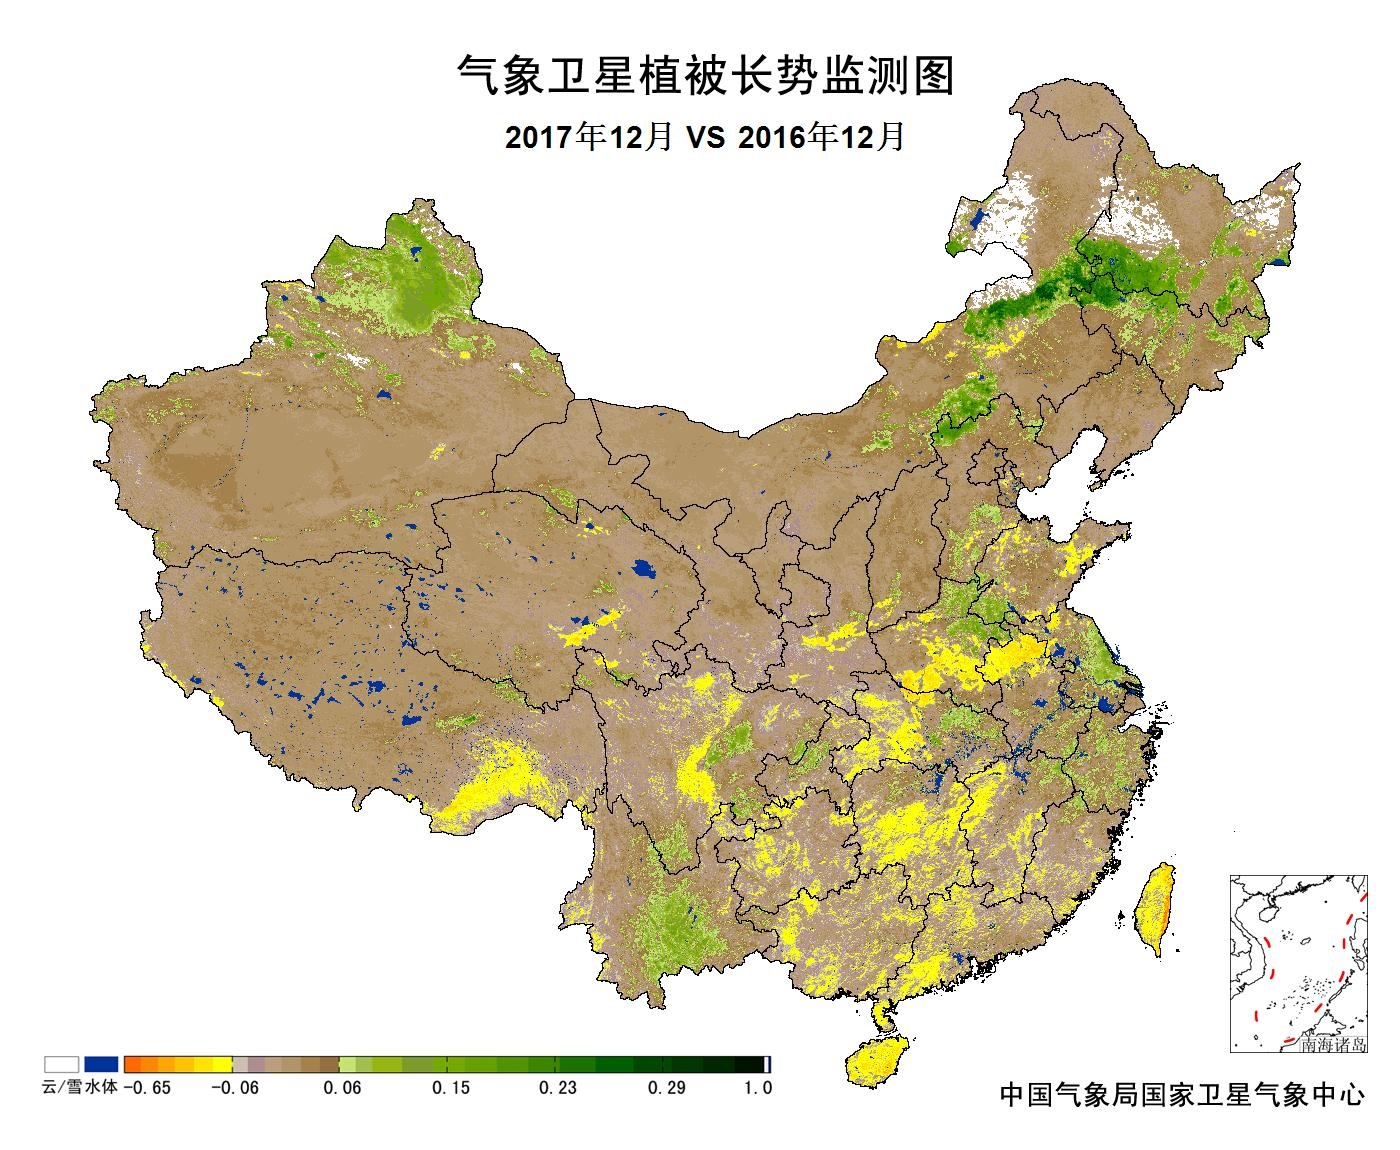 气象卫星植被长势监测图
2017年12月 VS 2016年12月
南海诸岛
云/雪 水体 -0.65 -0.06 0.06 0.15 0.23 0.29 1.0
中国气象局国家卫星气象中心